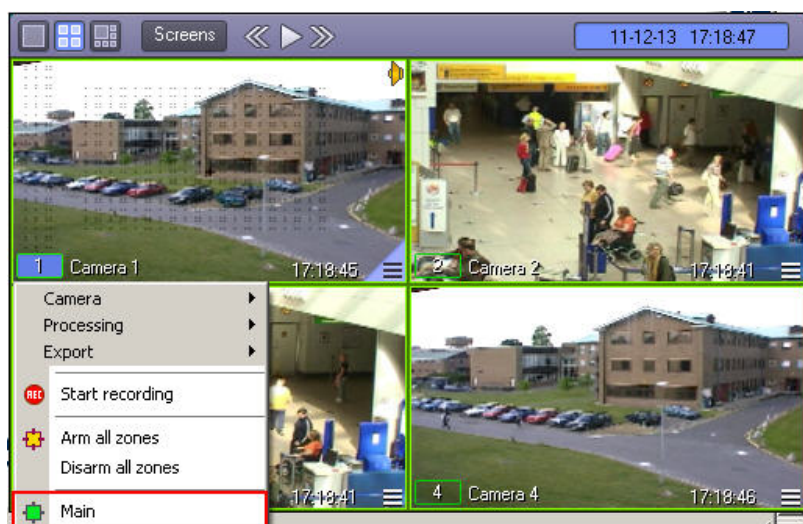 Screens
11-12-13 17:18:47
1 Camera 1 17:18:45
2 Camera 2 17:18:41
Camera
Processing
Export
REC Start recording
Arm all zones
Disarm all zones
Main
17:18:41
4 Camera 4 17:18:46